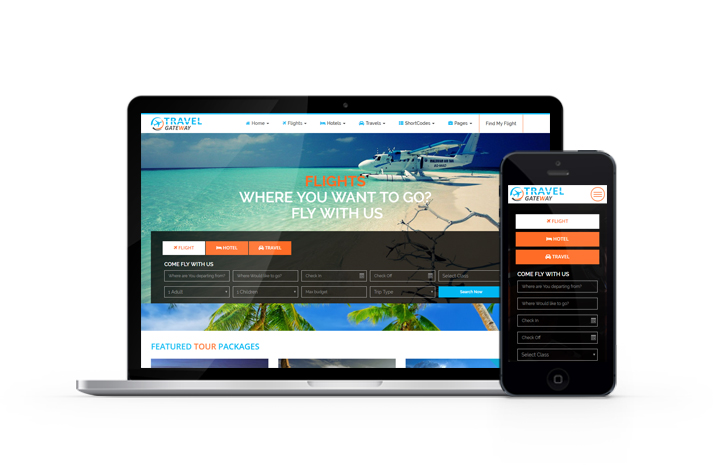 TRAVEL
GATEWAY
Home Flights Hotels Travels ShortCodes Pages Find My Flight
FLIGHTS
WHERE YOU WANT TO GO?
FLY WITH US
FLIGHT HOTEL TRAVEL
COME FLY WITH US
Where are You departing from? Where Would like to go? Check In Check Off Select Class
1 Adult 2 Children Max budget Trip Type Search Now
FEATURED TOUR PACKAGES
TRAVEL
GATEWAY
FLIGHT
HOTEL
TRAVEL
COME FLY WITH US
Where are You departing from?
Where Would like to go?
Check In
Check Off
Select Class